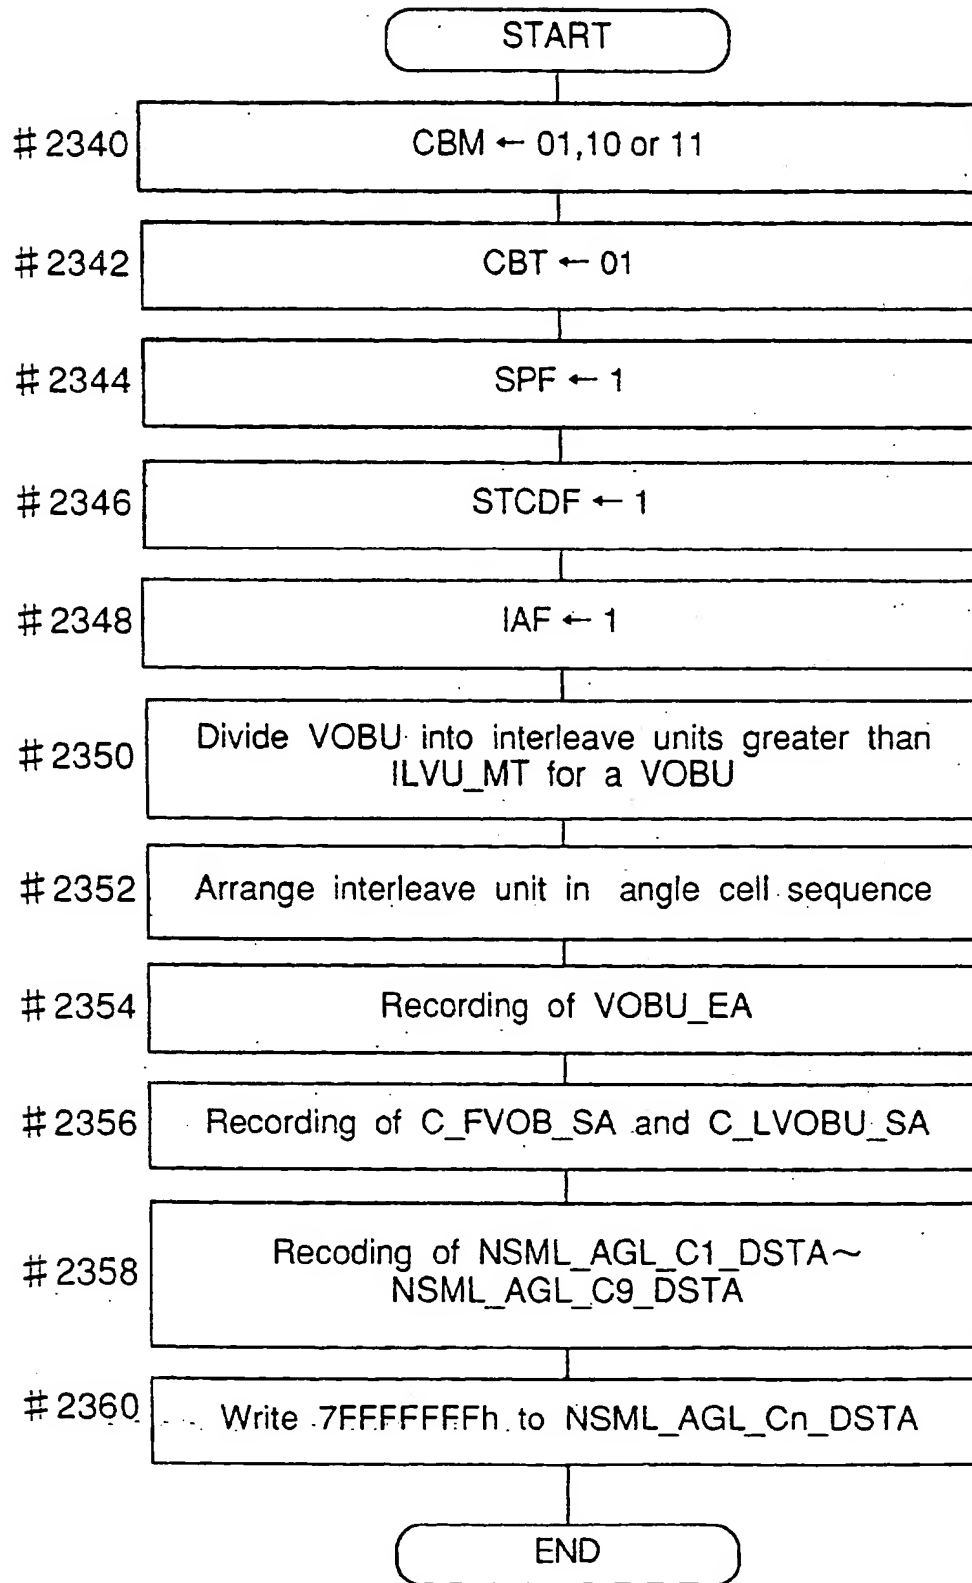 START
#2340 CBM ← 01,10 or 11
#2342 CBT ← 01
#2344 SPF ← 1
#2346 STCDF ← 1
#2348 IAF ← 1
#2350 Divide VOBU into interleave units greater than
ILVU_MT for a VOBU
#2352 Arrange interleave unit in angle cell sequence
#2354 Recording of VOBU_EA
#2356 Recording of C_FVOB_SA and C_LVOBU_SA
#2358 Recoding of NSML_AGL_C1_DSTA~
NSML_AGL_C9_DSTA
#2360 Write 7FFFFFFFh to NSML_AGL_Cn_DSTA
END